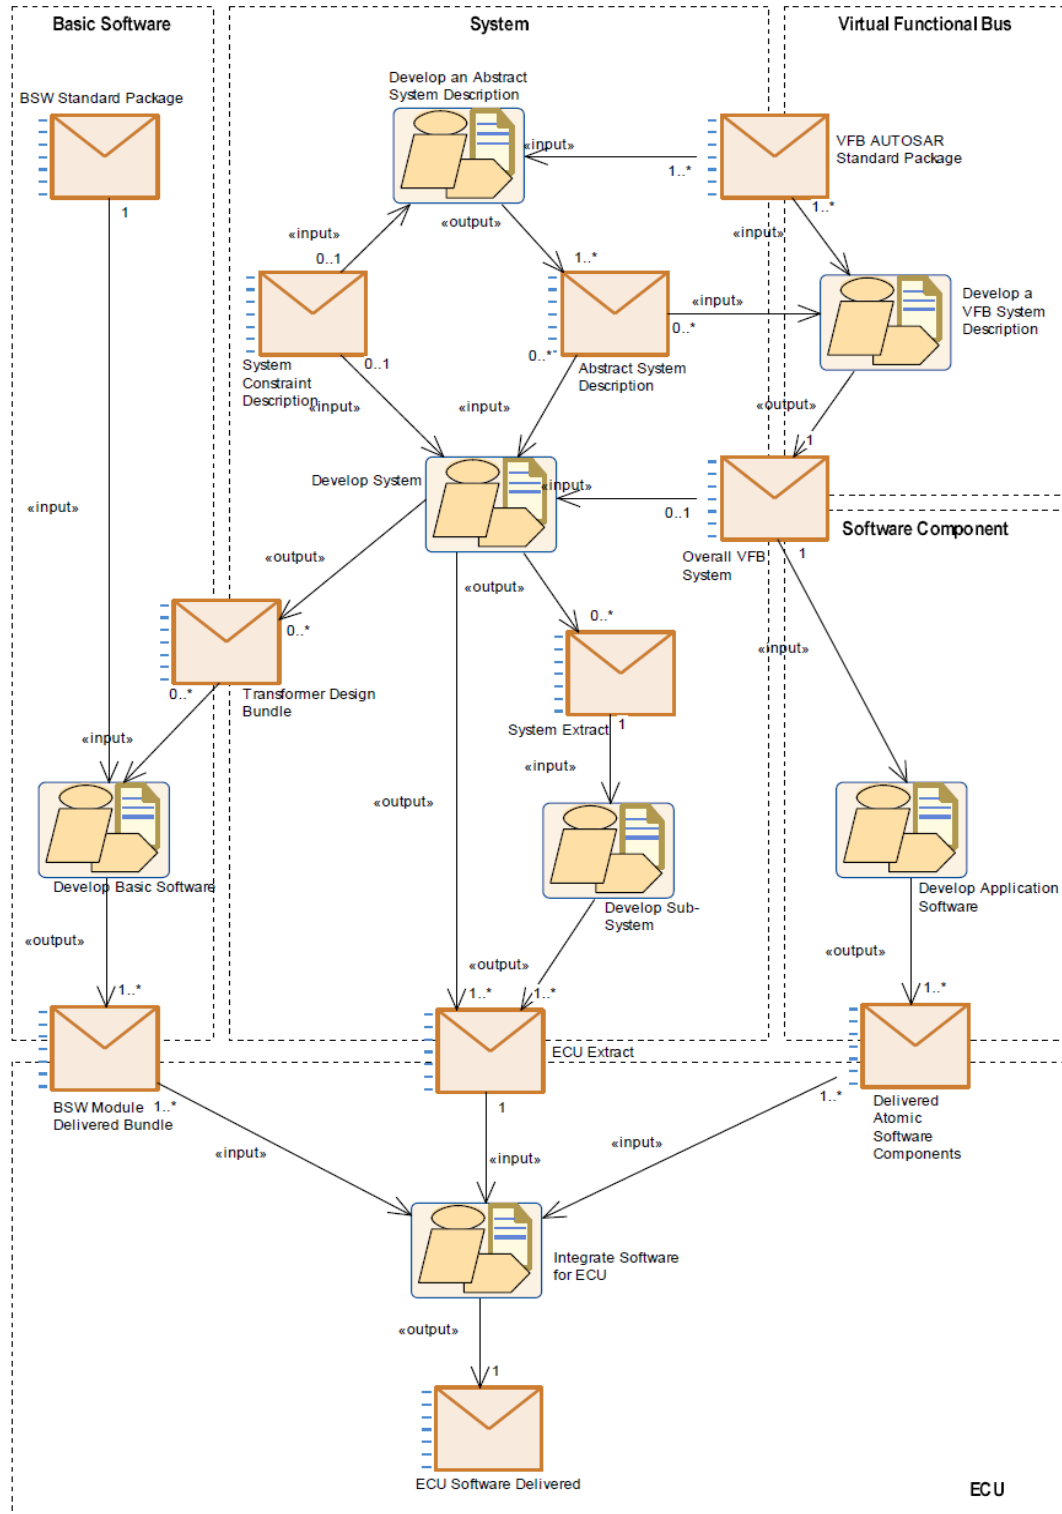 Basic Software
System
Virtual Functional Bus
Develop an Abstract
System Description
BSW Standard Package
VFB AUTOSAR
Standard Package
«input»
1..*
1
1..*
«input»
«output»
«input»
0..1
1..*
«input»
Develop a
VFB System
Description
0..*
0..1
0..*
System
Constraint
Description
Abstract System
Description
«input»
«input»
«output»
1
Develop System
«input»
«input»
0..1
Software Component
Overall VFB
System
1
«output»
«output»
0..*
0..*
«input»
0..*
Transformer Design
Bundle
System Extract
1
«input»
«input»
«output»
Develop Basic Software
Develop Application
Software
Develop Sub-
System
«output»
«output»
«output»
1..*
1..*
1..*
1..*
ECU Extract
BSW Module
Delivered Bundle
1..*
1
1..*
Delivered
Atomic
Software
Components
«input»
«input»
«input»
Integrate Software
for ECU
«output»
1
ECU Software Delivered
ECU